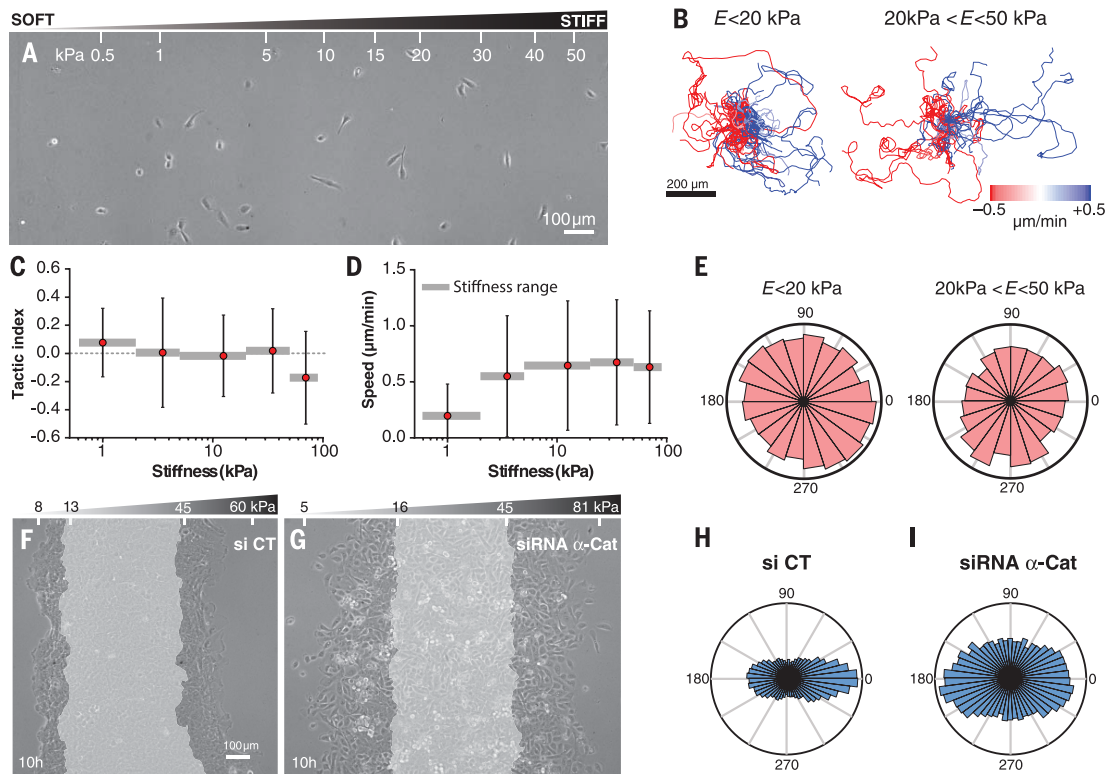 SOFT STIFF
A kPa 0.5 1 5 10 15 20 30 40 50
100µm
B E<20 kPa 20kPa < E<50 kPa
200 µm
−0.5 +0.5
µm/min
C
Tactic index
0.6
0.4
0.2
0.0
-0.2
-0.4
-0.6
1 10 100
Stiffness (kPa)
D
Speed (µm/min)
1.5
1.0
0.5
0.0
Stiffness range
1 10 100
Stiffness (kPa)
E E<20 kPa 20kPa < E<50 kPa
90 90
180 0 180 0
270 270
8 13 45 60 kPa
F si CT
100µm
10h
5 16 45 81 kPa
G siRNA α-Cat
10h
H
si CT
90
180 0
270
I
siRNA α-Cat
90
180 0
270